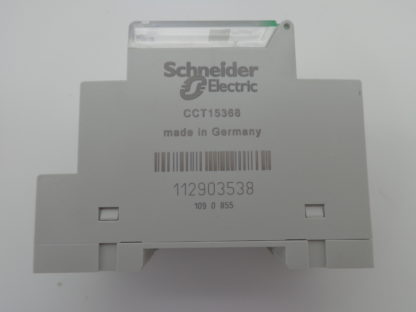 Schneider
Electric
CCT15368
made in Germany
112903538
109 0 855